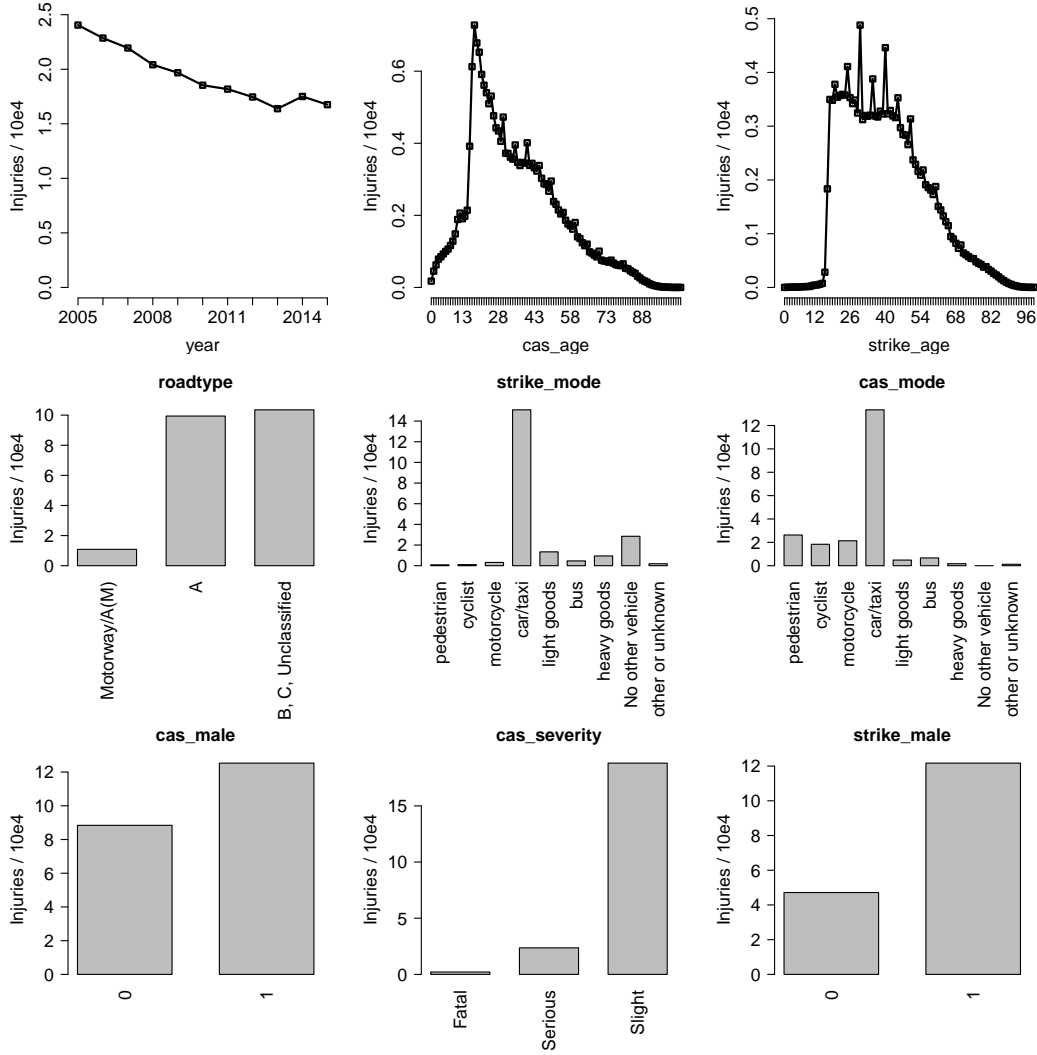 Injuries / 10e4
0.0 0.5 1.0 1.5 2.0 2.5
2005 2008 2011 2014
year
Injuries / 10e4
0.0 0.2 0.4 0.6
0 13 28 43 58 73 88
cas_age
Injuries / 10e4
0.0 0.1 0.2 0.3 0.4 0.5
0 12 26 40 54 68 82 96
strike_age
roadtype
Injuries / 10e4
0 2 4 6 8 10
Motorway/A(M)
A
B, C, Unclassified
strike_mode
Injuries / 10e4
0 2 4 6 8 10 12 14
pedestrian
cyclist
motorcycle
car/taxi
light goods
bus
heavy goods
No other vehicle
other or unknown
cas_mode
Injuries / 10e4
0 2 4 6 8 10 12
pedestrian
cyclist
motorcycle
car/taxi
light goods
bus
heavy goods
No other vehicle
other or unknown
cas_male
Injuries / 10e4
0 2 4 6 8 10 12
0
1
cas_severity
Injuries / 10e4
0 5 10 15
Fatal
Serious
Slight
strike_male
Injuries / 10e4
0 2 4 6 8 10 12
0
1